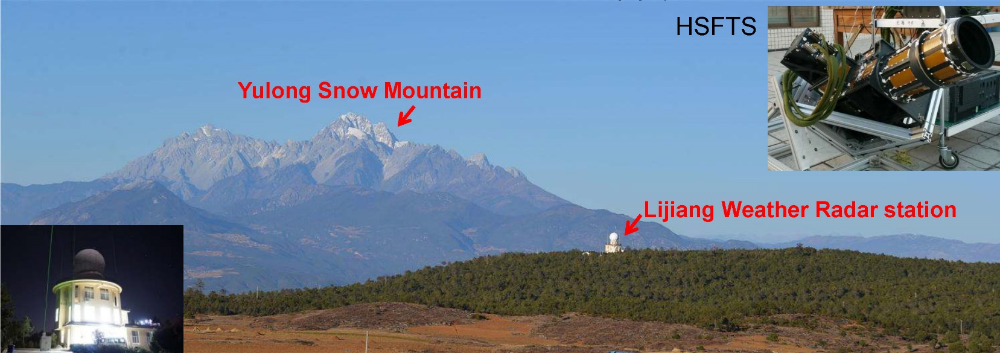 HSFTS
Yulong Snow Mountain
Lijiang Weather Radar station